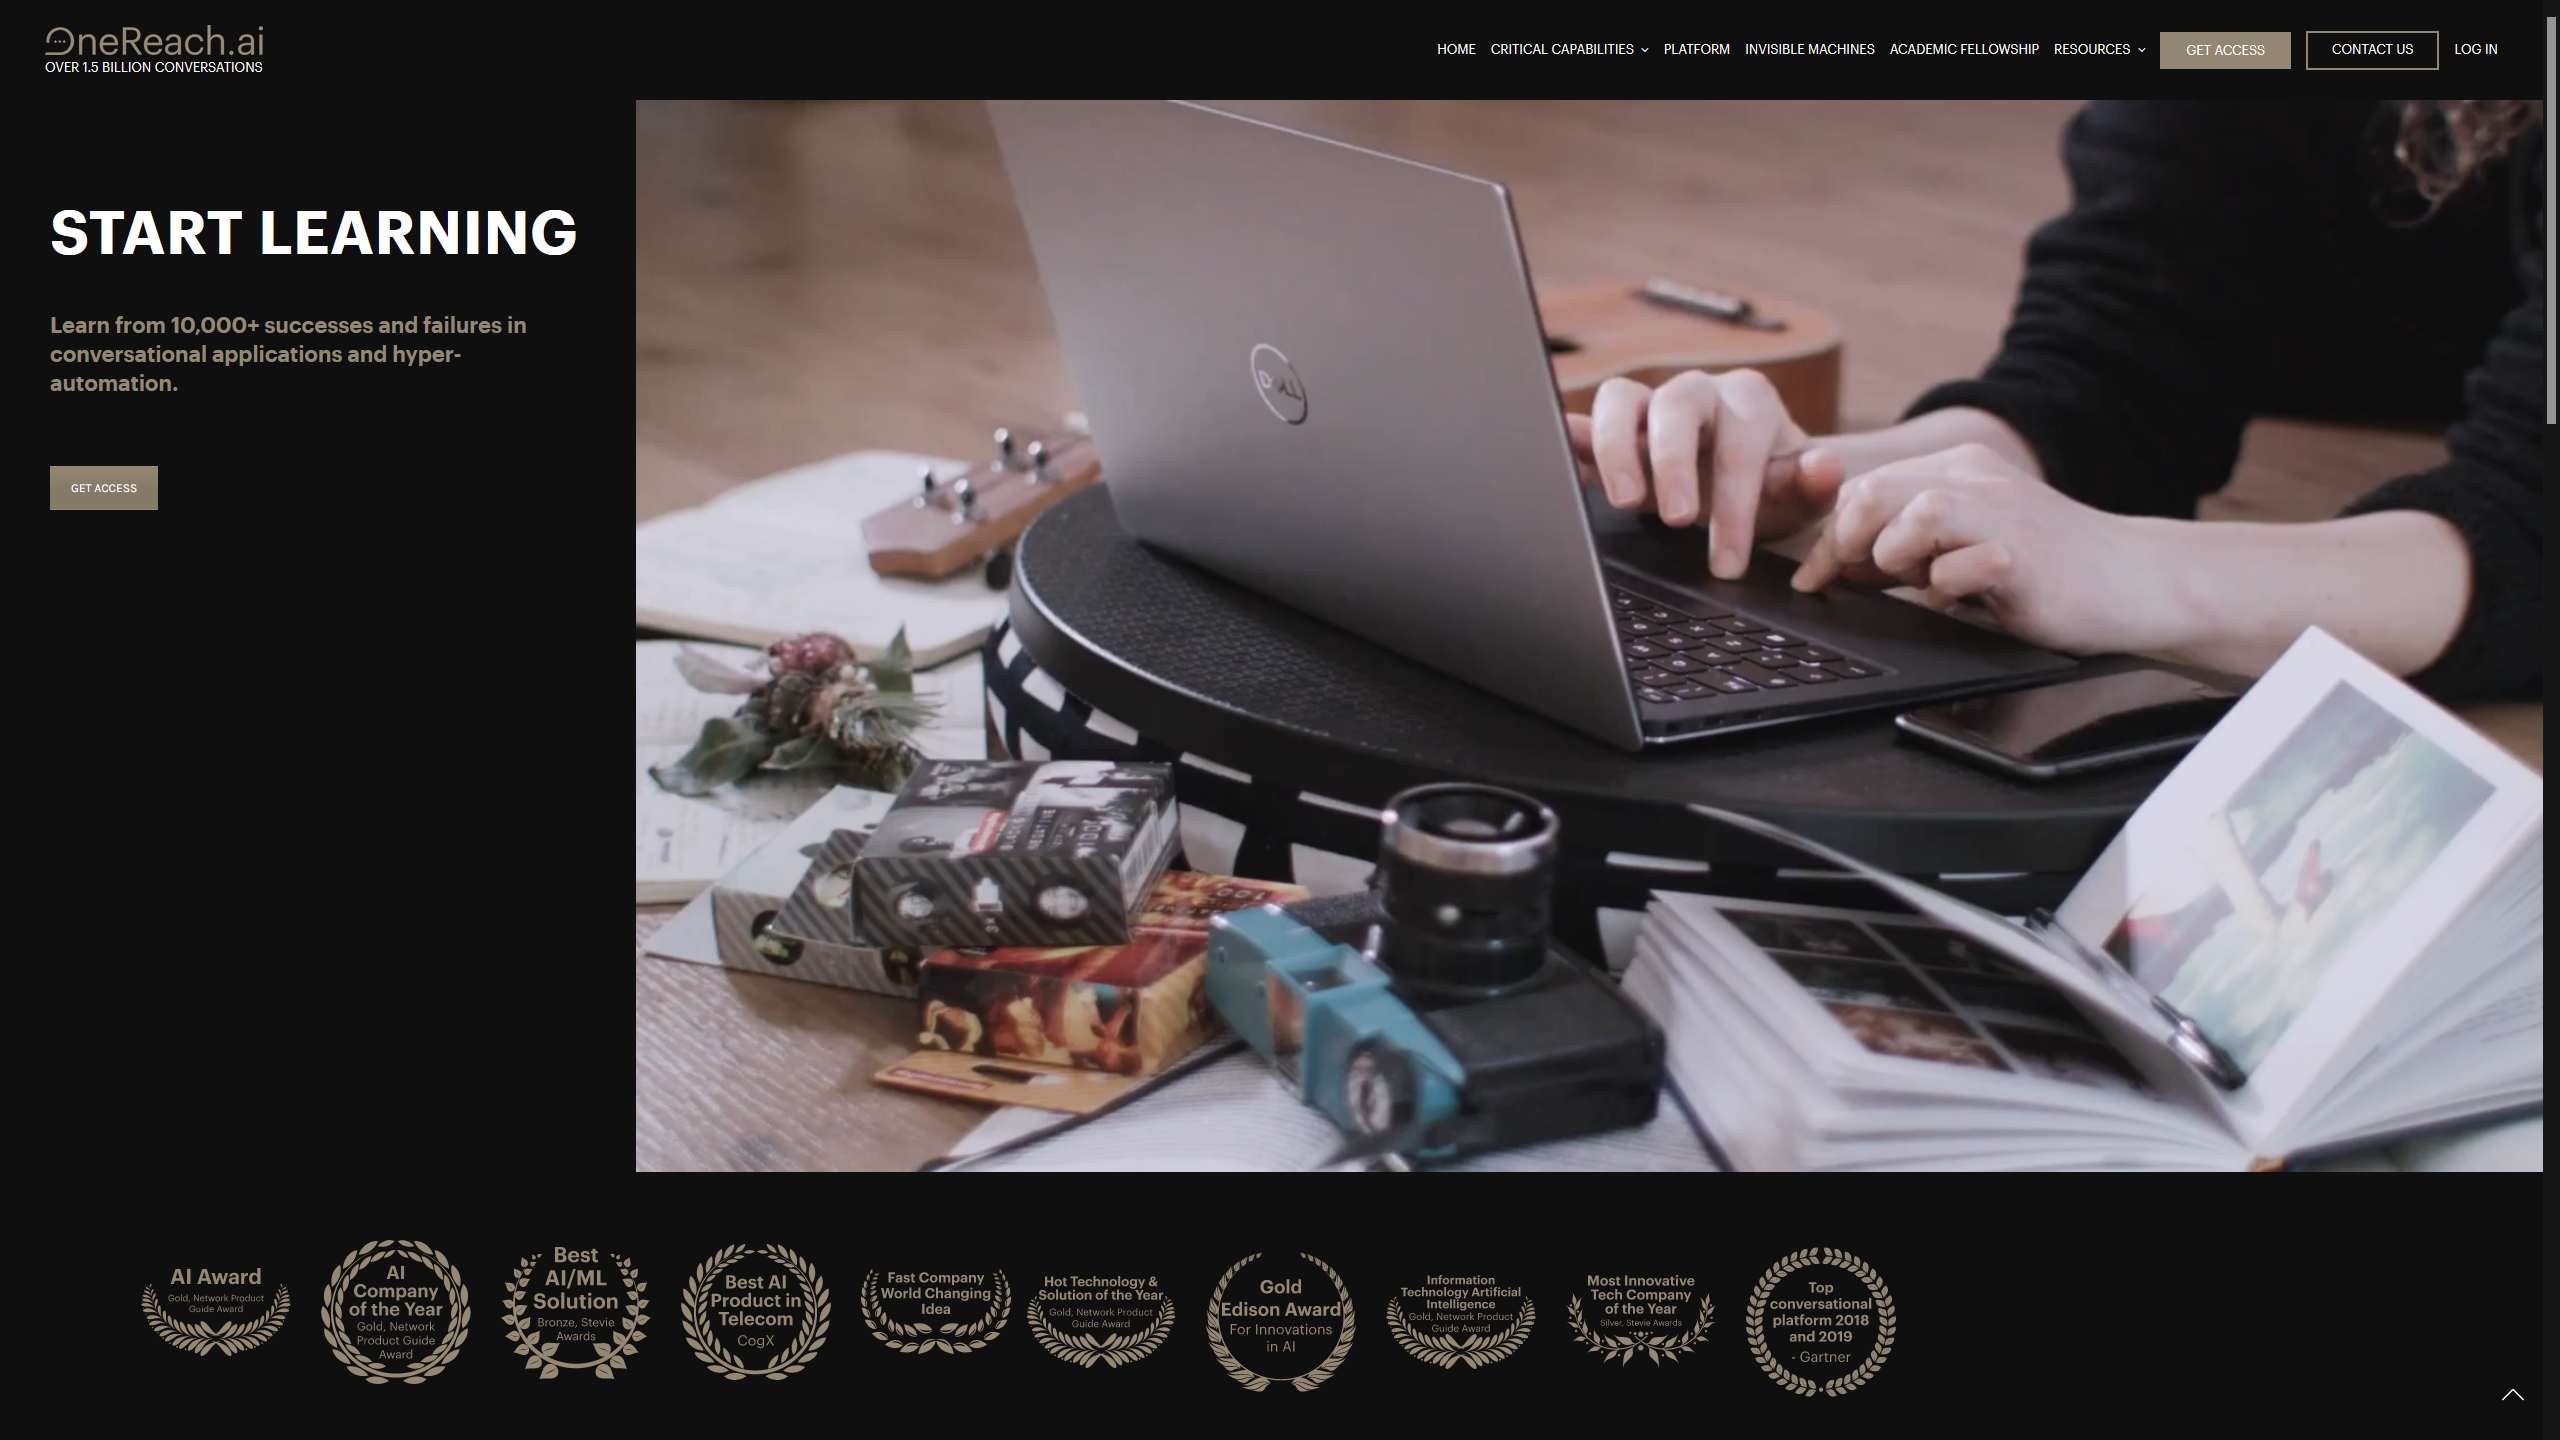 OneReach.ai
OVER 1.5 BILLION CONVERSATIONS
HOME CRITICAL CAPABILITIES PLATFORM INVISIBLE MACHINES ACADEMIC FELLOWSHIP RESOURCES GET ACCESS CONTACT US LOG IN
START LEARNING
Learn from 10,000+ successes and failures in
conversational applications and hyper-
automation.
GET ACCESS
DELL
AI Award
Gold, Network Product
Guide Award
AI
Company
of the Year
Gold, Network
Product Guide
Award
Best
AI/ML
Solution
Bronze, Stevie
Awards
Best AI
Product in
Telecom
CogX
Fast Company
World Changing
Idea
Hot Technology &
Solution of the Year
Gold, Network Product
Guide Award
Gold
Edison Award
For Innovations
in AI
Information
Technology Artificial
Intelligence
Gold, Network Product
Guide Award
Most Innovative
Tech Company
of the Year
Silver, Stevie Awards
Top
conversational
platform 2018
and 2019
- Gartner